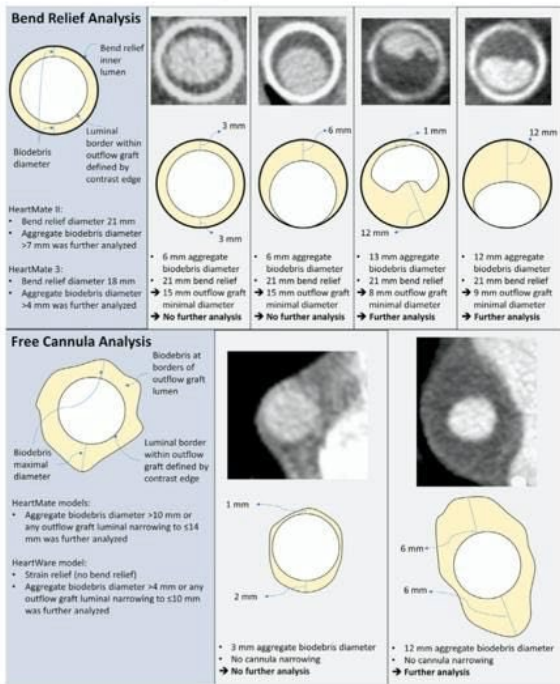 Bend Relief Analysis
Bend relief
inner
lumen
Biodebris
diameter
Luminal
border within
outflow graft
defined by
contrast edge
HeartMate II:
• Bend relief diameter 21 mm
• Aggregate biodebris diameter
>7 mm was further analyzed
HeartMate 3:
• Bend relief diameter 18 mm
• Aggregate biodebris diameter
>4 mm was further analyzed
3 mm
3 mm
• 6 mm aggregate
biodebris diameter
• 21 mm bend relief
→ 15 mm outflow graft
minimal diameter
→ No further analysis
6 mm
• 6 mm aggregate
biodebris diameter
• 21 mm bend relief
→ 15 mm outflow graft
minimal diameter
→ No further analysis
1 mm
12 mm
• 13 mm aggregate
biodebris diameter
• 21 mm bend relief
→ 8 mm outflow graft
minimal diameter
→ Further analysis
12 mm
• 12 mm aggregate
biodebris diameter
• 21 mm bend relief
→ 9 mm outflow graft
minimal diameter
→ Further analysis
Free Cannula Analysis
Biodebris at
borders of
outflow graft
lumen
Biodebris
maximal
diameter
Luminal border
within outflow
graft defined by
contrast edge
HeartMate models:
• Aggregate biodebris diameter >10 mm or
any outflow graft luminal narrowing to ≤14
mm was further analyzed
HeartWare model:
• Strain relief (no bend relief)
• Aggregate biodebris diameter >4 mm or any
outflow graft luminal narrowing to ≤10 mm
was further analyzed
1 mm
2 mm
• 3 mm aggregate biodebris diameter
• No cannula narrowing
→ No further analysis
6 mm
6 mm
• 12 mm aggregate biodebris diameter
• No cannula narrowing
→ Further analysis